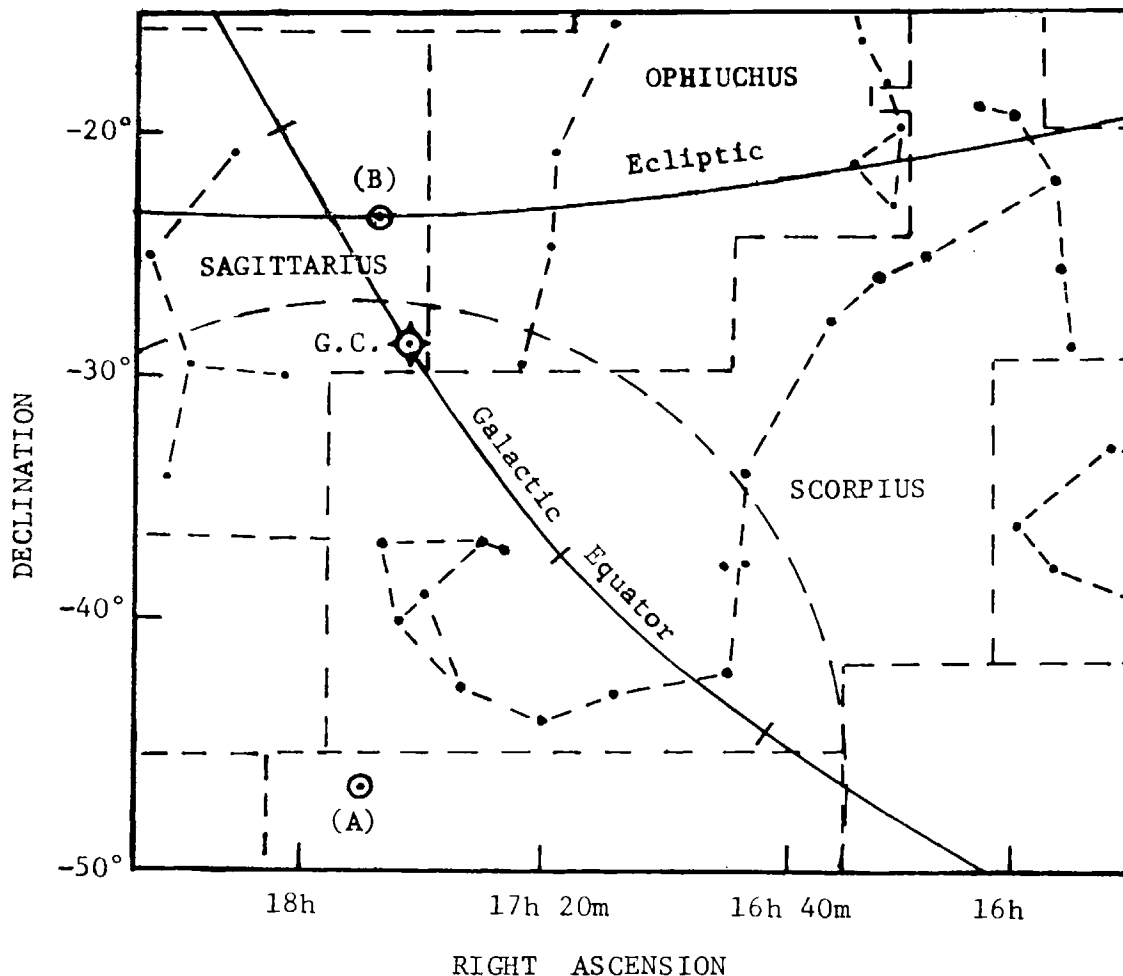 OPHIUCHUS
-20°
Ecliptic
(B)
SAGITTARIUS
G.C.
-30°
Galactic
Equator
SCORPIUS
DECLINATION
-40°
(A)
-50°
18h
17h 20m
16h 40m
16h
RIGHT ASCENSION